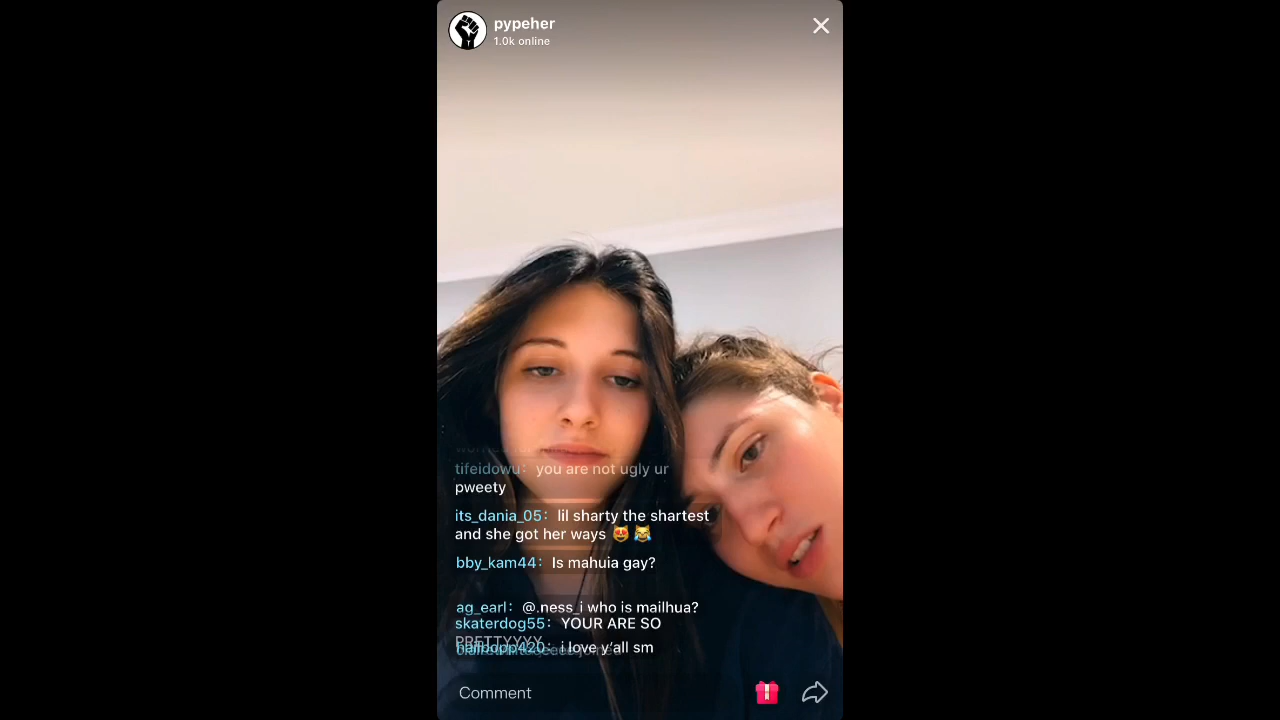 pypeher
1.0k online
tifeidowu: you are not ugly ur
pweety
its_dania_05: lil sharty the shartest
and she got her ways 😻 😹
bby_kam44: Is mahuia gay?
ag_earl: @.ness_i who is mailhua?
skaterdog55: YOUR ARE SO
PRETTYYYY
i love y'all sm
joined
Comment